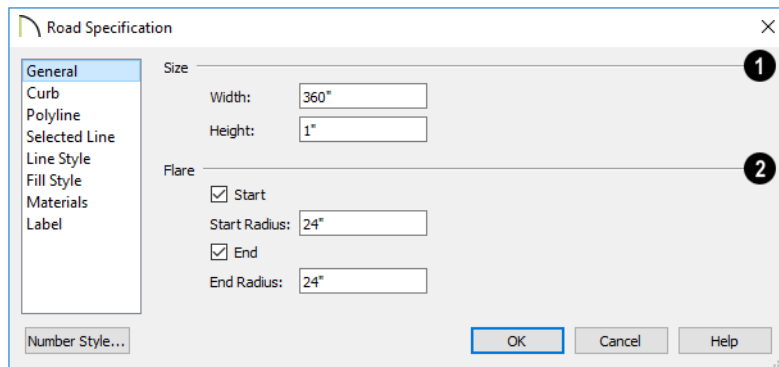 Road Specification
General
Curb
Polyline
Selected Line
Line Style
Fill Style
Materials
Label
Size 1
Width: 360"
Height: 1"
Flare 2
Start
Start Radius: 24"
End
End Radius: 24"
Number Style... OK Cancel Help